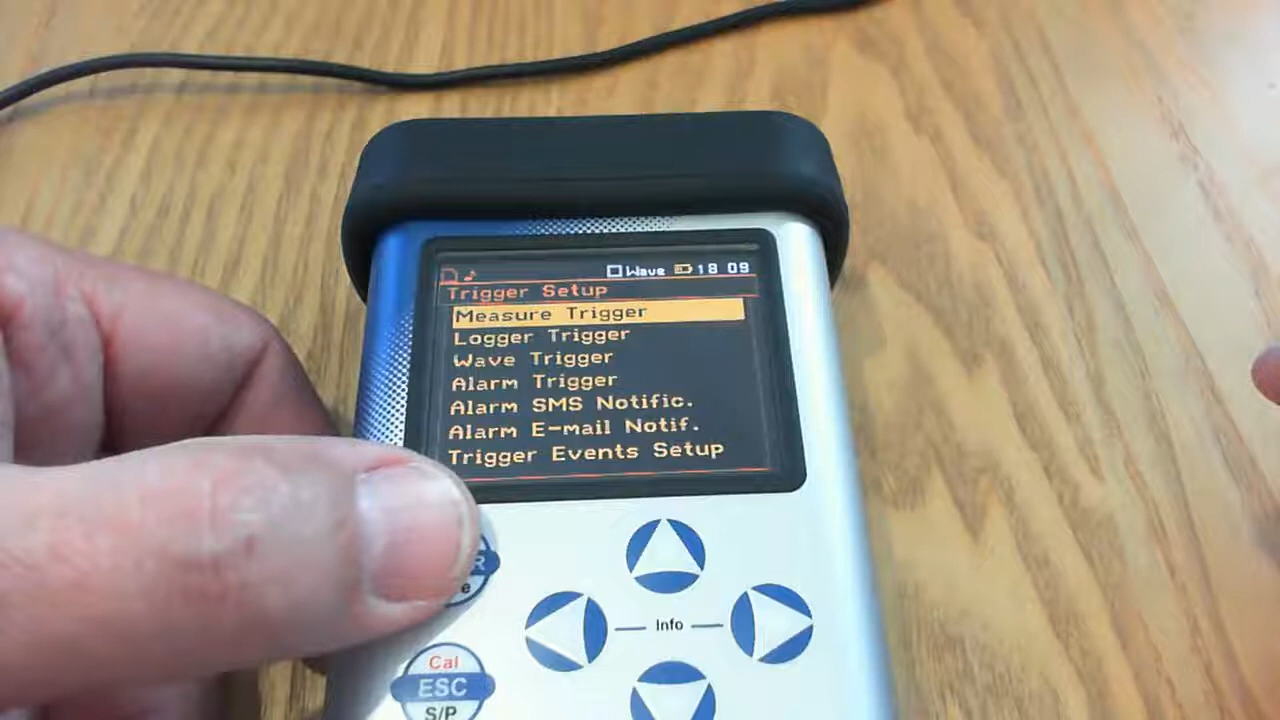 Wave 18 09
Trigger Setup
Measure Trigger
Logger Trigger
Wave Trigger
Alarm Trigger
Alarm SMS Notific.
Alarm E-mail Notif.
Trigger Events Setup
Info
Cal
ESC
S/P